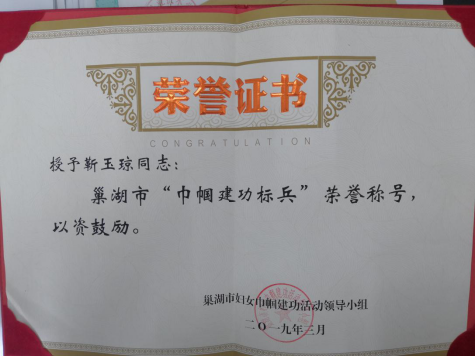 荣誉证书
CONGRATULATION
授予靳玉琼同志：
巢湖市“巾帼建功标兵”荣誉称号，
以资鼓励。
巢湖市妇女巾帼建功活动领导小组
二〇一九年三月